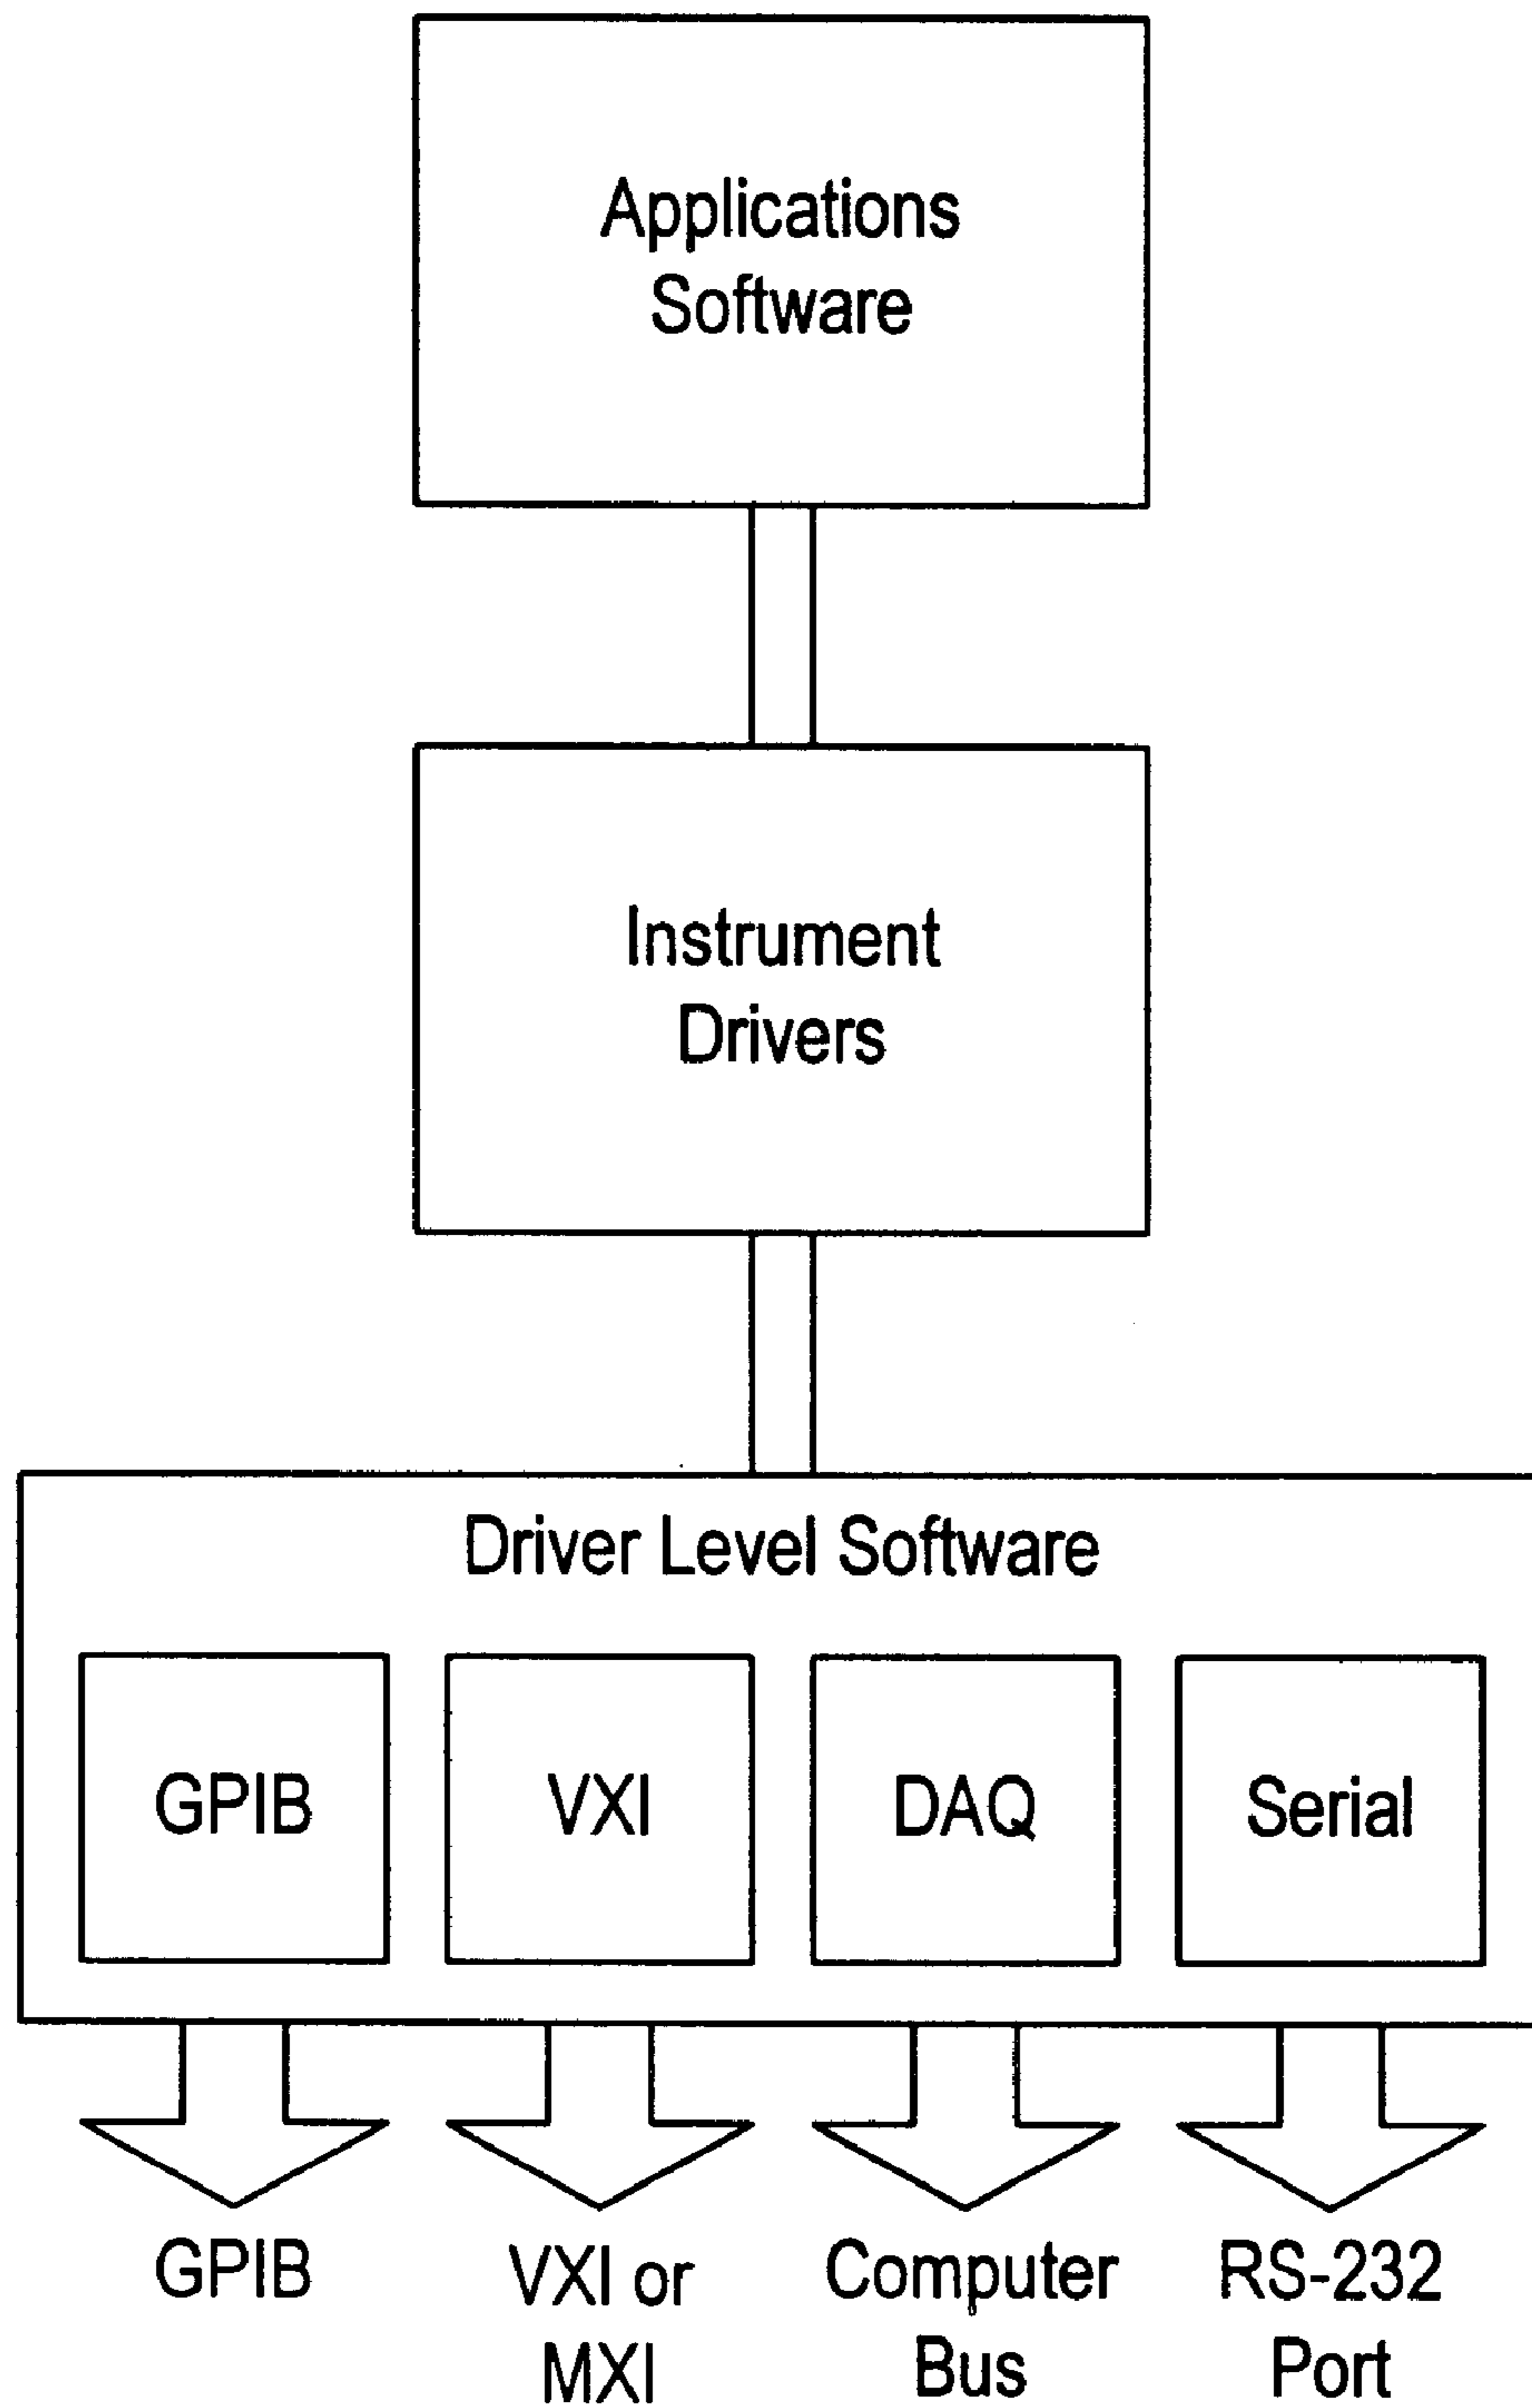 Applications
Software
Instrument
Drivers
Driver Level Software
GPIB
VXI
DAQ
Serial
GPIB
VXI or
MXI
Computer
Bus
RS-232
Port